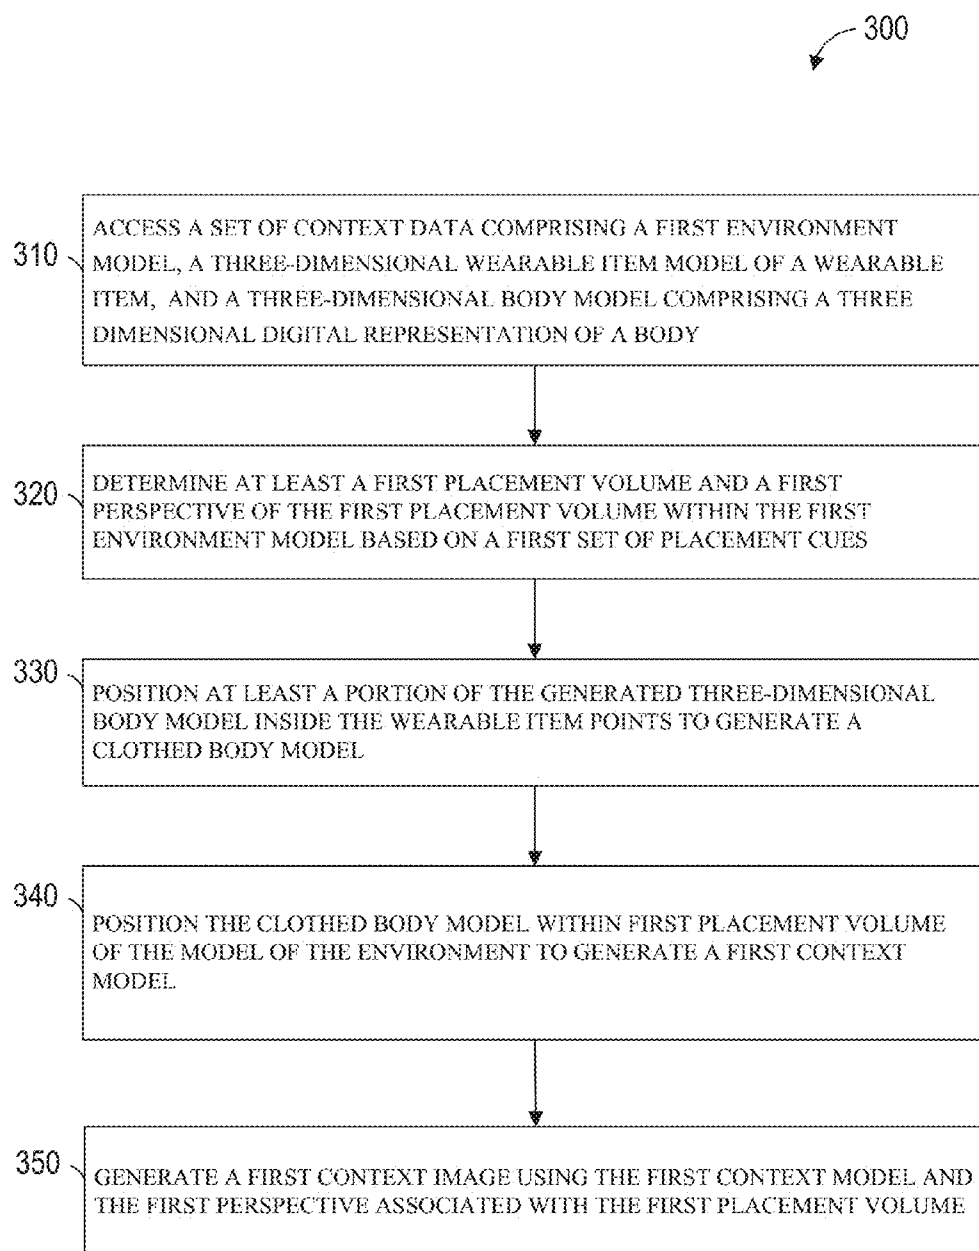 300
310
ACCESS A SET OF CONTEXT DATA COMPRISING A FIRST ENVIRONMENT
MODEL, A THREE-DIMENSIONAL WEARABLE ITEM MODEL OF A WEARABLE
ITEM, AND A THREE-DIMENSIONAL BODY MODEL COMPRISING A THREE
DIMENSIONAL DIGITAL REPRESENTATION OF A BODY
320
DETERMINE AT LEAST A FIRST PLACEMENT VOLUME AND A FIRST
PERSPECTIVE OF THE FIRST PLACEMENT VOLUME WITHIN THE FIRST
ENVIRONMENT MODEL BASED ON A FIRST SET OF PLACEMENT CUES
330
POSITION AT LEAST A PORTION OF THE GENERATED THREE-DIMENSIONAL
BODY MODEL INSIDE THE WEARABLE ITEM POINTS TO GENERATE A
CLOTHED BODY MODEL
340
POSITION THE CLOTHED BODY MODEL WITHIN FIRST PLACEMENT VOLUME
OF THE MODEL OF THE ENVIRONMENT TO GENERATE A FIRST CONTEXT
MODEL
350
GENERATE A FIRST CONTEXT IMAGE USING THE FIRST CONTEXT MODEL AND
THE FIRST PERSPECTIVE ASSOCIATED WITH THE FIRST PLACEMENT VOLUME